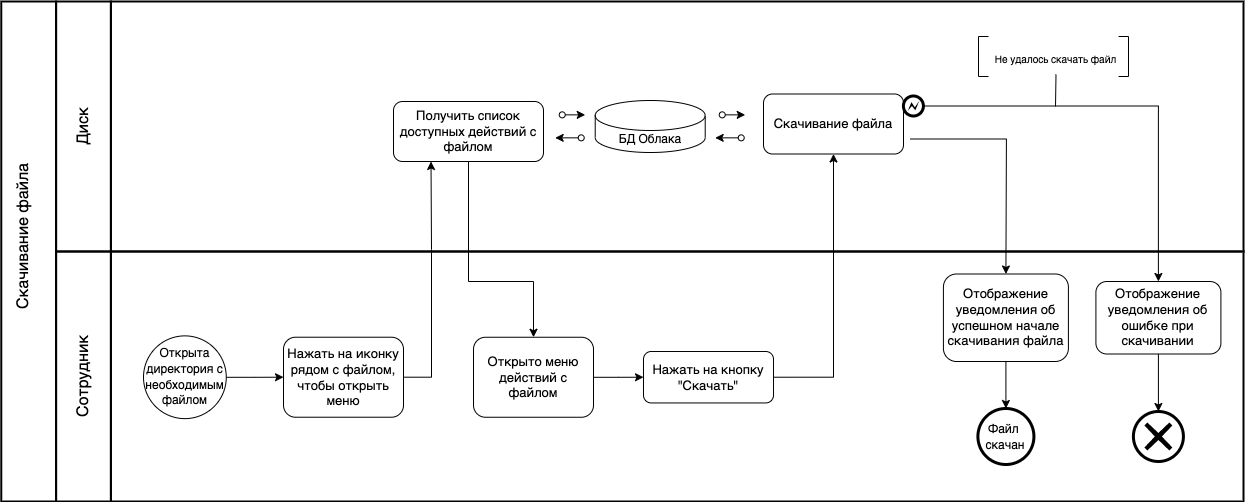 Скачивание файла
Диск
Не удалось скачать файл
Получить список
доступных действий с
файлом
БД Облака
Скачивание файла
Сотрудник
Открыта
директория с
необходимым
файлом
Нажать на иконку
рядом с файлом,
чтобы открыть
меню
Открыто меню
действий с
файлом
Нажать на кнопку
"Скачать"
Отображение
уведомления об
успешном начале
скачивания файла
Отображение
уведомления об
ошибке при
скачивании
Файл
скачан